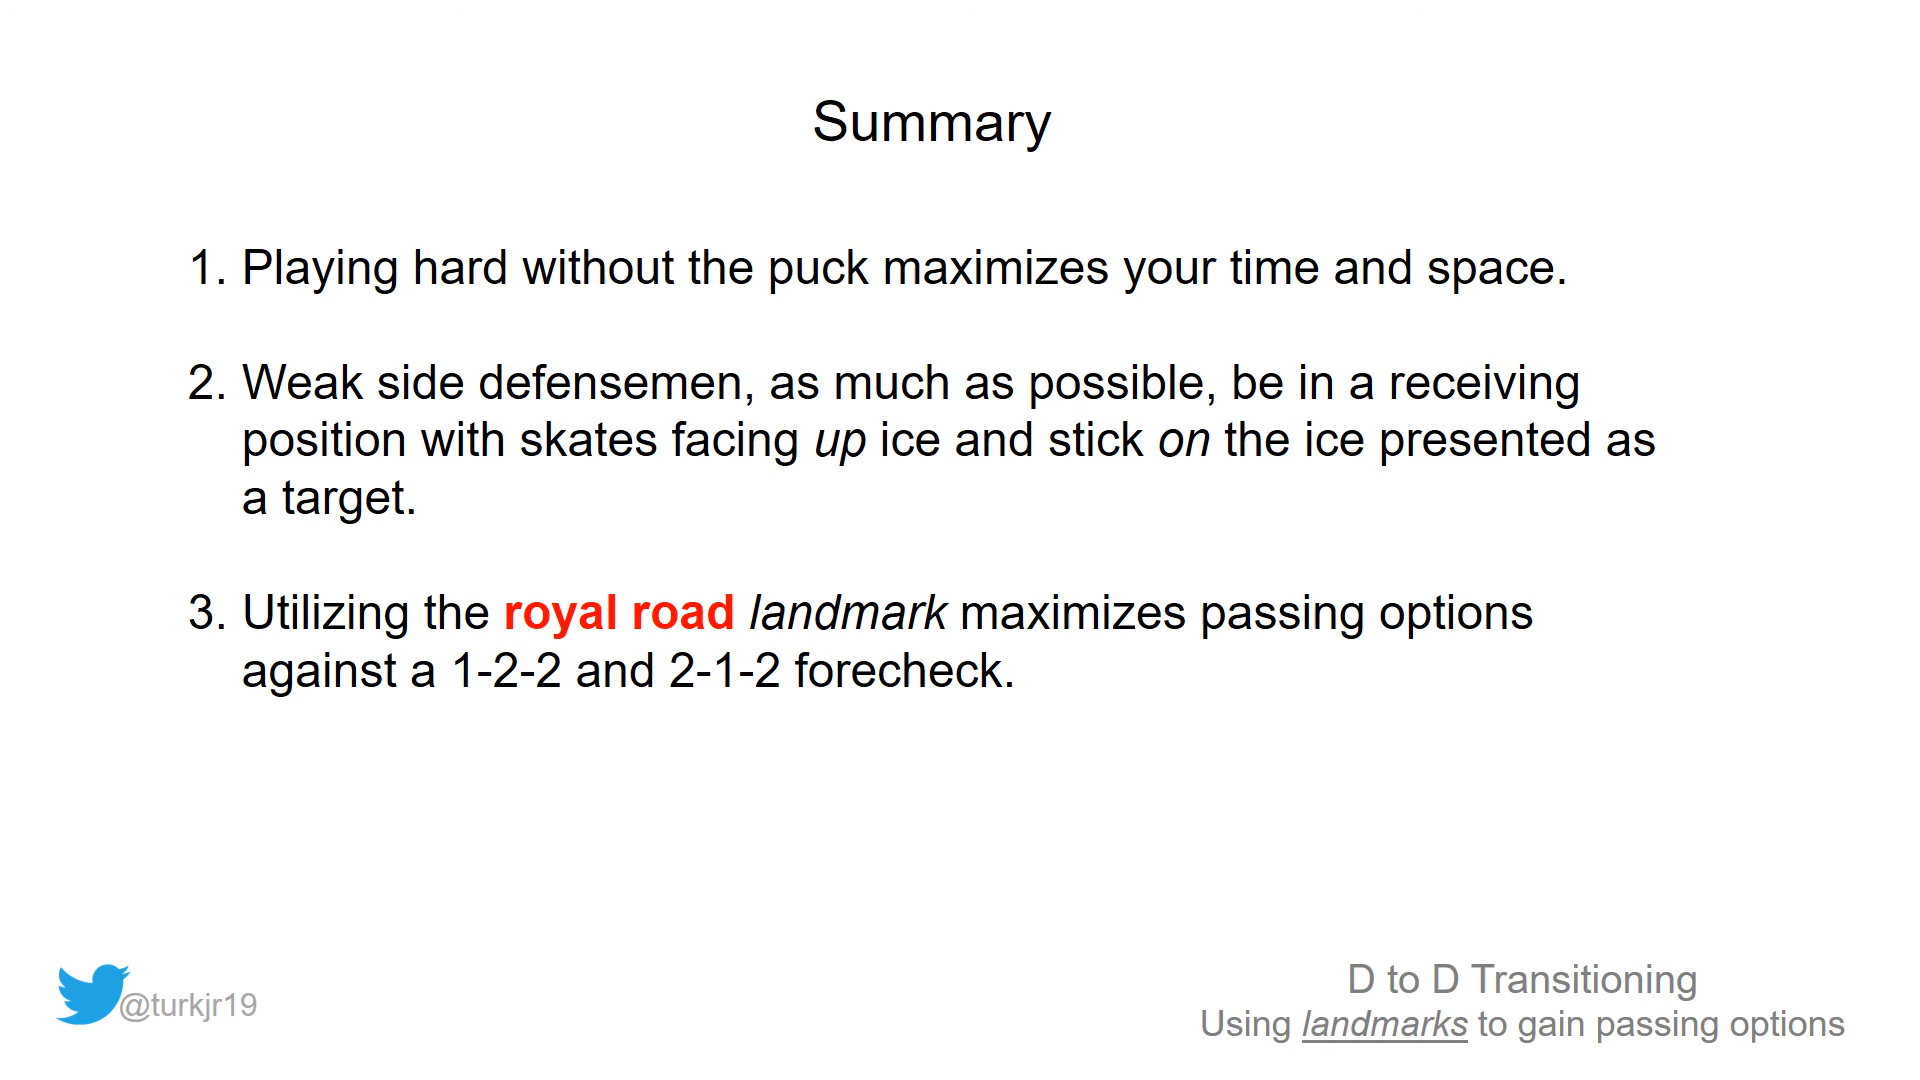 Summary
1. Playing hard without the puck maximizes your time and space.
2. Weak side defensemen, as much as possible, be in a receiving
position with skates facing up ice and stick on the ice presented as
a target.
3. Utilizing the royal road landmark maximizes passing options
against a 1-2-2 and 2-1-2 forecheck.
@turkjr19
D to D Transitioning
Using landmarks to gain passing options